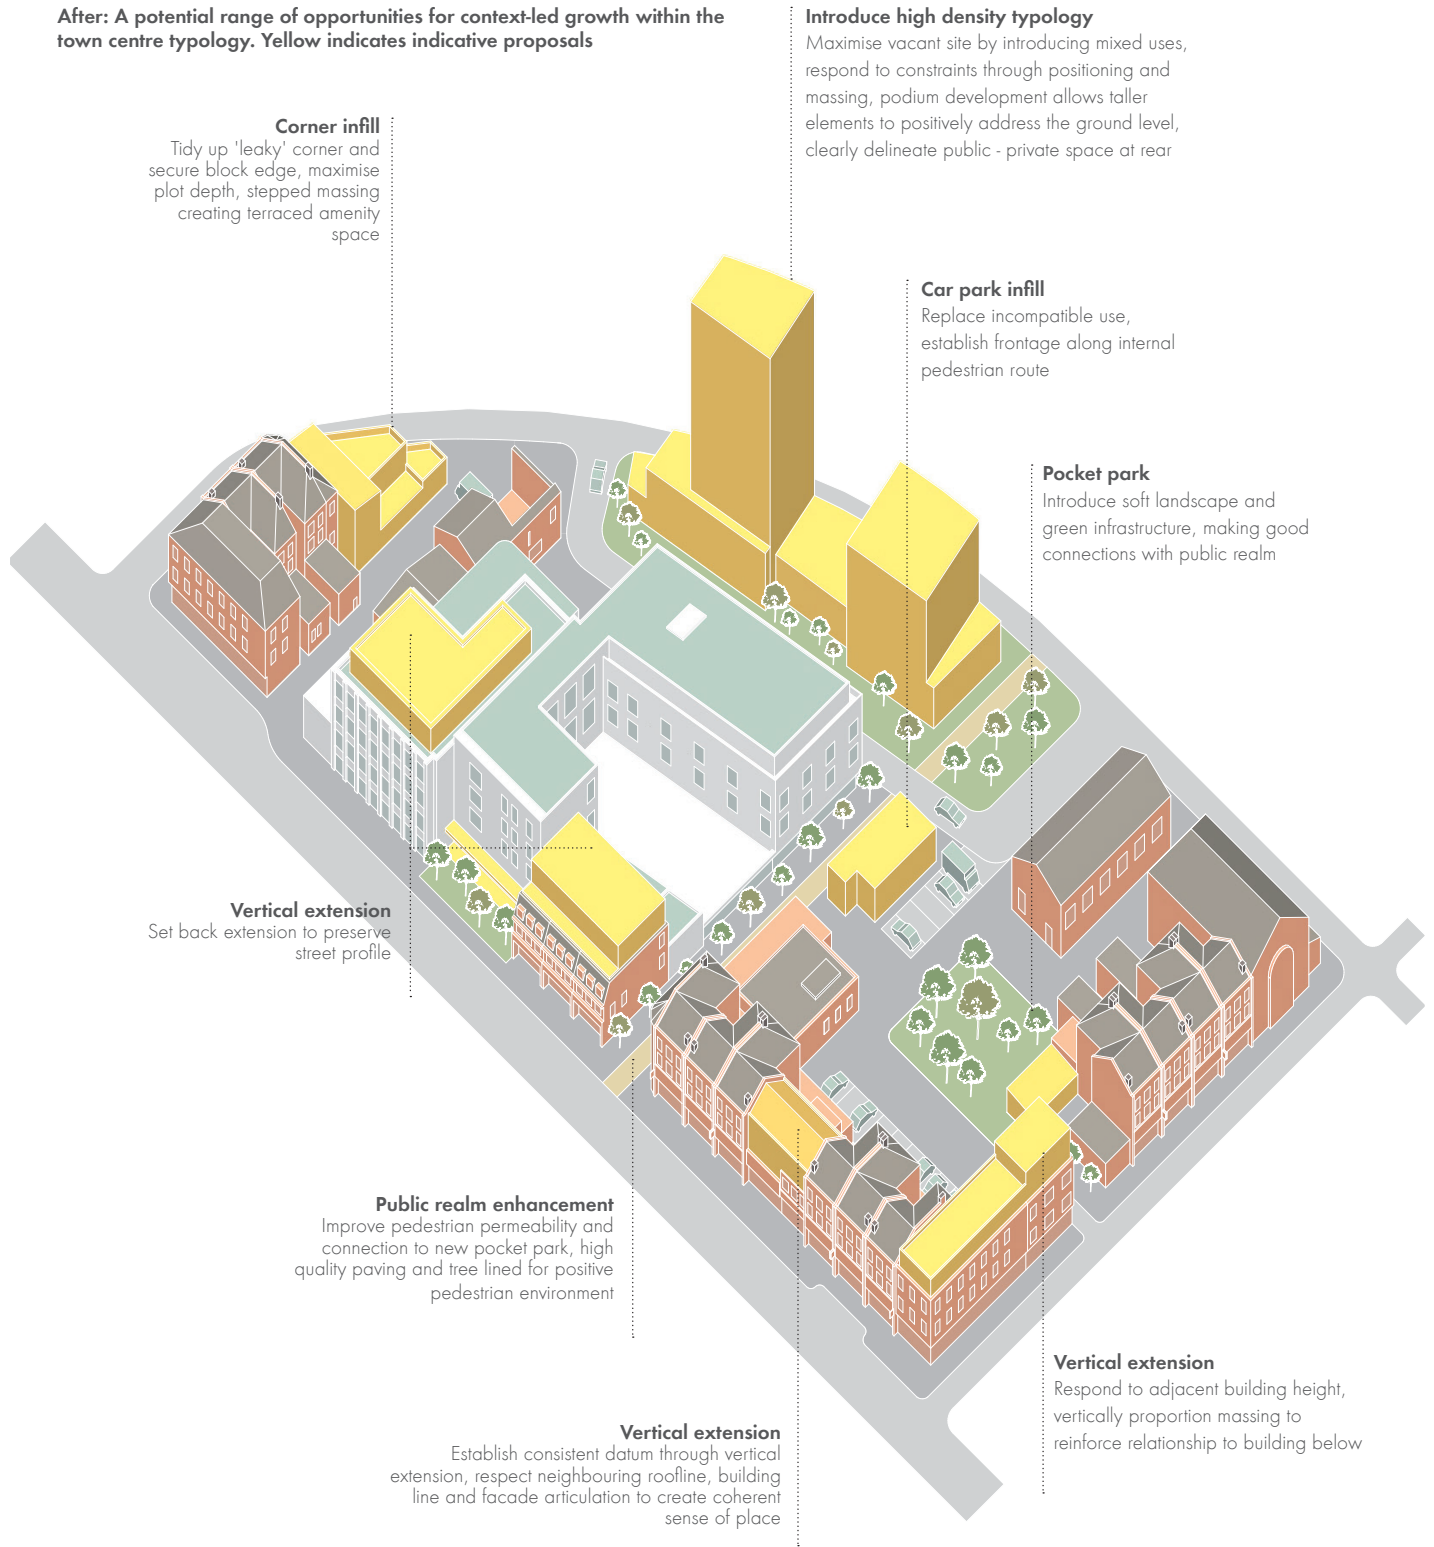 After: A potential range of opportunities for context-led growth within the
town centre typology. Yellow indicates indicative proposals
Introduce high density typology
Maximise vacant site by introducing mixed uses,
respond to constraints through positioning and
massing, podium development allows taller
elements to positively address the ground level,
clearly delineate public - private space at rear
Corner infill
Tidy up 'leaky' corner and
secure block edge, maximise
plot depth, stepped massing
creating terraced amenity
space
Car park infill
Replace incompatible use,
establish frontage along internal
pedestrian route
Pocket park
Introduce soft landscape and
green infrastructure, making good
connections with public realm
Vertical extension
Set back extension to preserve
street profile
Public realm enhancement
Improve pedestrian permeability and
connection to new pocket park, high
quality paving and tree lined for positive
pedestrian environment
Vertical extension
Respond to adjacent building height,
vertically proportion massing to
reinforce relationship to building below
Vertical extension
Establish consistent datum through vertical
extension, respect neighbouring roofline, building
line and facade articulation to create coherent
sense of place